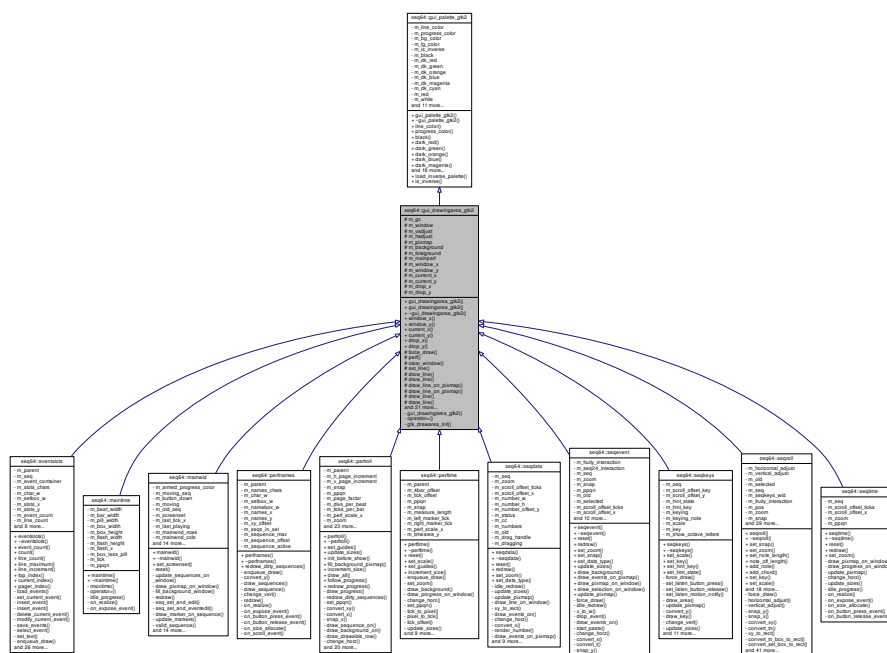 seq64::gui_palette_gtk2
- m_line_color
- m_progress_color
- m_bg_color
- m_fg_color
- m_is_inverse
- m_black
- m_dk_red
- m_dk_green
- m_dk_orange
- m_dk_blue
- m_dk_magenta
- m_dk_cyan
- m_red
- m_white
and 11 more...
+ gui_palette_gtk2()
+ ~gui_palette_gtk2()
+ line_color()
+ progress_color()
+ black()
+ dark_red()
+ dark_green()
+ dark_orange()
+ dark_blue()
+ dark_magenta()
and 18 more...
+ load_inverse_palette()
+ is_inverse()
seq64::gui_drawingarea_gtk2
# m_gc
# m_window
# m_vadjust
# m_hadjust
# m_pixmap
# m_background
# m_foreground
# m_mainperf
# m_window_x
# m_window_y
# m_current_x
# m_current_y
# m_drop_x
# m_drop_y
+ gui_drawingarea_gtk2()
+ gui_drawingarea_gtk2()
+ ~gui_drawingarea_gtk2()
+ window_x()
+ window_y()
+ current_x()
+ current_y()
+ drop_x()
+ drop_y()
# force_draw()
# perf()
# clear_window()
# set_line()
# draw_line()
# draw_line()
# draw_line_on_pixmap()
# draw_line_on_pixmap()
# draw_line()
# draw_line()
and 21 more...
- gui_drawingarea_gtk2()
- operator=()
- gtk_drawarea_init()
seq64::eventslots
- m_parent
- m_seq
- m_event_container
- m_slots_chars
- m_char_w
- m_setbox_w
- m_slots_x
- m_slots_y
- m_event_count
- m_line_count
and 8 more...
+ eventslots()
+ ~eventslots()
+ event_count()
+ count()
+ line_count()
+ line_maximum()
+ line_increment()
+ top_index()
+ current_index()
+ pager_index()
- load_events()
- set_current_event()
- insert_event()
- insert_event()
- delete_current_event()
- modify_current_event()
- save_events()
- select_event()
- set_text()
- enqueue_draw()
and 26 more...
seq64::maintime
- m_beat_width
- m_bar_width
- m_pill_width
- m_box_width
- m_box_height
- m_flash_width
- m_flash_height
- m_flash_x
- m_box_less_pill
- m_tick
- m_ppqn
+ maintime()
+ ~maintime()
- maintime()
- operator=()
- idle_progress()
- on_realize()
- on_expose_event()
seq64::mainwid
- m_armed_progress_color
- m_moving_seq
- m_button_down
- m_moving
- m_old_seq
- m_screenset
- m_last_tick_x
- m_last_playing
- m_mainwnd_rows
- m_mainwnd_cols
and 14 more...
+ mainwid()
+ ~mainwid()
+ set_screenset()
- reset()
- update_sequences_on_window()
- draw_pixmap_on_window()
- fill_background_window()
- redraw()
- seq_set_and_edit()
- seq_set_and_eventedit()
- draw_marker_on_sequence()
- update_markers()
- valid_sequence()
and 14 more...
seq64::perfnames
- m_parent
- m_names_chars
- m_char_w
- m_setbox_w
- m_namebox_w
- m_names_x
- m_names_y
- m_xy_offset
- m_seqs_in_set
- m_sequence_max
- m_sequence_offset
- m_sequence_active
+ perfnames()
+ ~perfnames()
+ redraw_dirty_sequences()
- enqueue_draw()
- convert_y()
- draw_sequences()
- draw_sequence()
- change_vert()
- redraw()
- on_realize()
- on_expose_event()
- on_button_press_event()
- on_button_release_event()
- on_size_allocate()
- on_scroll_event()
seq64::perfroll
- m_parent
- m_h_page_increment
- m_v_page_increment
- m_snap
- m_ppqn
- m_page_factor
- m_divs_per_beat
- m_ticks_per_bar
- m_perf_scale_x
- m_zoom
and 23 more...
+ perfroll()
+ ~perfroll()
+ set_guides()
+ update_sizes()
+ init_before_show()
+ fill_background_pixmap()
+ increment_size()
+ draw_all()
+ follow_progress()
+ redraw_progress()
- draw_progress()
- redraw_dirty_sequences()
- set_ppqn()
- convert_xy()
- convert_x()
- snap_x()
- draw_sequence_on()
- draw_background_on()
- draw_drawable_row()
- change_horz()
and 20 more...
seq64::perftime
- m_parent
- m_4bar_offset
- m_tick_offset
- m_ppqn
- m_snap
- m_measure_length
- m_left_marker_tick
- m_right_marker_tick
- m_perf_scale_x
- m_timearea_y
+ perftime()
+ ~perftime()
+ reset()
+ set_scale()
+ set_guides()
+ increment_size()
- enqueue_draw()
- set_zoom()
- draw_background()
- draw_progress_on_window()
- change_horz()
- set_ppqn()
- tick_to_pixel()
- pixel_to_tick()
- tick_offset()
- update_sizes()
and 9 more...
seq64::seqdata
- m_seq
- m_zoom
- m_scroll_offset_ticks
- m_scroll_offset_x
- m_number_w
- m_number_h
- m_number_offset_y
- m_status
- m_cc
- m_numbers
- m_old
- m_drag_handle
- m_dragging
and 9 more...
+ seqdata()
+ ~seqdata()
+ reset()
+ redraw()
+ set_zoom()
+ set_data_type()
- idle_redraw()
- update_sizes()
- update_pixmap()
- draw_line_on_window()
- xy_to_rect()
- draw_events_on()
- change_horz()
- convert_x()
- render_number()
- draw_events_on_pixmap()
and 9 more...
seq64::seqevent
- m_fruity_interaction
- m_seq24_interaction
- m_seq
- m_zoom
- m_snap
- m_ppqn
- m_old
- m_selected
- m_scroll_offset_ticks
- m_scroll_offset_x
and 10 more...
+ seqevent()
+ ~seqevent()
+ reset()
+ redraw()
+ set_zoom()
+ set_snap()
+ set_data_type()
+ update_sizes()
+ draw_background()
+ draw_events_on_pixmap()
+ draw_pixmap_on_window()
+ draw_selection_on_window()
+ update_pixmap()
- force_draw()
- idle_redraw()
- x_to_w()
- drop_event()
- draw_events_on()
- start_paste()
- change_horz()
- convert_x()
- convert_t()
- snap_y()
seq64::seqkeys
- m_seq
- m_scroll_offset_key
- m_scroll_offset_y
- m_hint_state
- m_hint_key
- m_keying
- m_keying_note
- m_scale
- m_key
- m_show_octave_letters
+ seqkeys()
+ ~seqkeys()
+ set_scale()
+ set_key()
+ set_hint_key()
+ set_hint_state()
- force_draw()
- set_listen_button_press()
- set_listen_button_release()
- set_listen_motion_notify()
- draw_area()
- update_pixmap()
- convert_y()
- draw_key()
- change_vert()
- update_sizes()
and 11 more...
seq64::seqroll
- m_horizontal_adjust
- m_vertical_adjust
- m_old
- m_selected
- m_seq
- m_seqkeys_wid
- m_fruity_interaction
- m_pos
- m_zoom
- m_snap
and 29 more...
+ seqroll()
+ ~seqroll()
+ set_snap()
+ set_zoom()
+ set_note_length()
+ note_off_length()
+ add_note()
+ add_chord()
+ set_key()
+ set_scale()
and 18 more...
- force_draw()
- horizontal_adjust()
- vertical_adjust()
- snap_y()
- snap_x()
- convert_xy()
- convert_tn()
- xy_to_rect()
- convert_tn_box_to_rect()
- convert_sel_box_to_rect()
and 41 more...
seq64::seqtime
- m_seq
- m_scroll_offset_ticks
- m_scroll_offset_x
- m_zoom
- m_ppqn
+ seqtime()
+ ~seqtime()
+ reset()
+ redraw()
+ set_zoom()
- draw_pixmap_on_window()
- draw_progress_on_window()
- update_pixmap()
- change_horz()
- update_sizes()
- idle_progress()
- on_realize()
- on_expose_event()
- on_size_allocate()
- on_button_press_event()
- on_button_release_event()